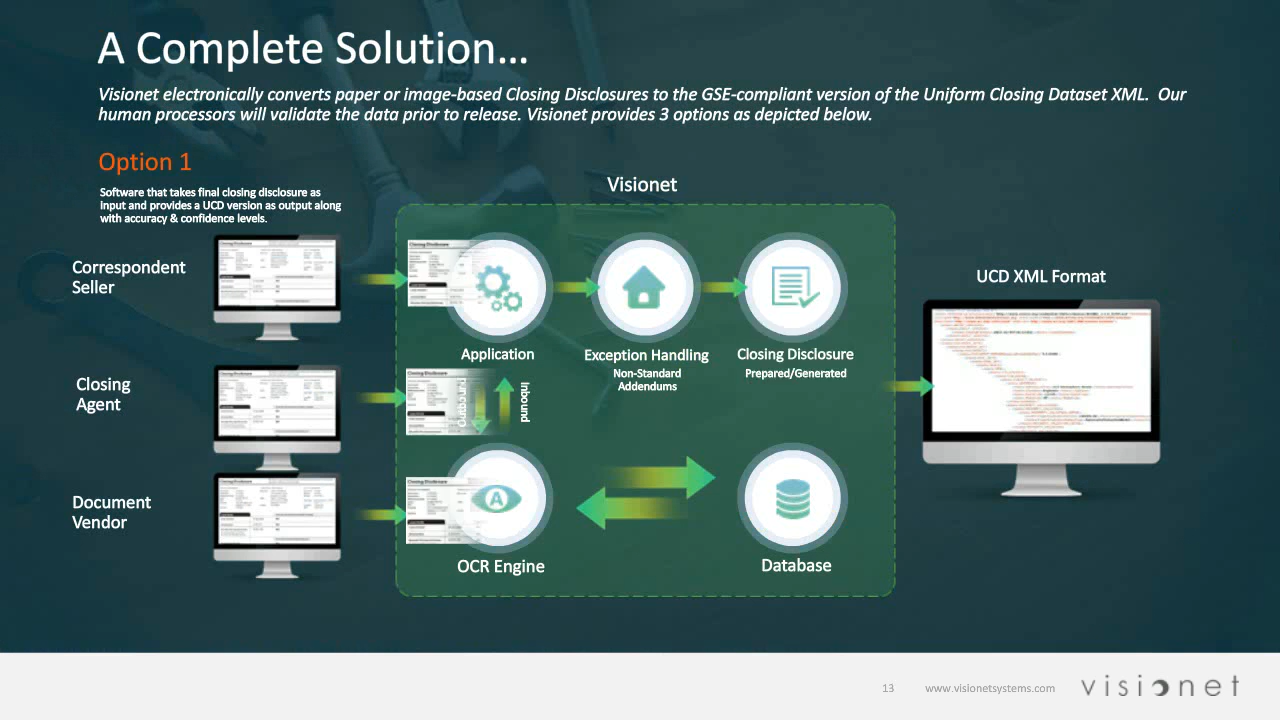 A Complete Solution...
Visionet electronically converts paper or image-based Closing Disclosures to the GSE-compliant version of the Uniform Closing Dataset XML. Our
human processors will validate the data prior to release. Visionet provides 3 options as depicted below.
Option 1
Software that takes final closing disclosure as
input and provides a UCD version as output along
with accuracy & confidence levels.
Visionet
Correspondent
Seller
Closing
Agent
Document
Vendor
Closing Disclosure
Application
Exception Handling
Non-Standard
Addendums
Closing Disclosure
Prepared/Generated
Outbound
Inbound
OCR Engine
Database
UCD XML Format
13
www.visionetsystems.com
visionet